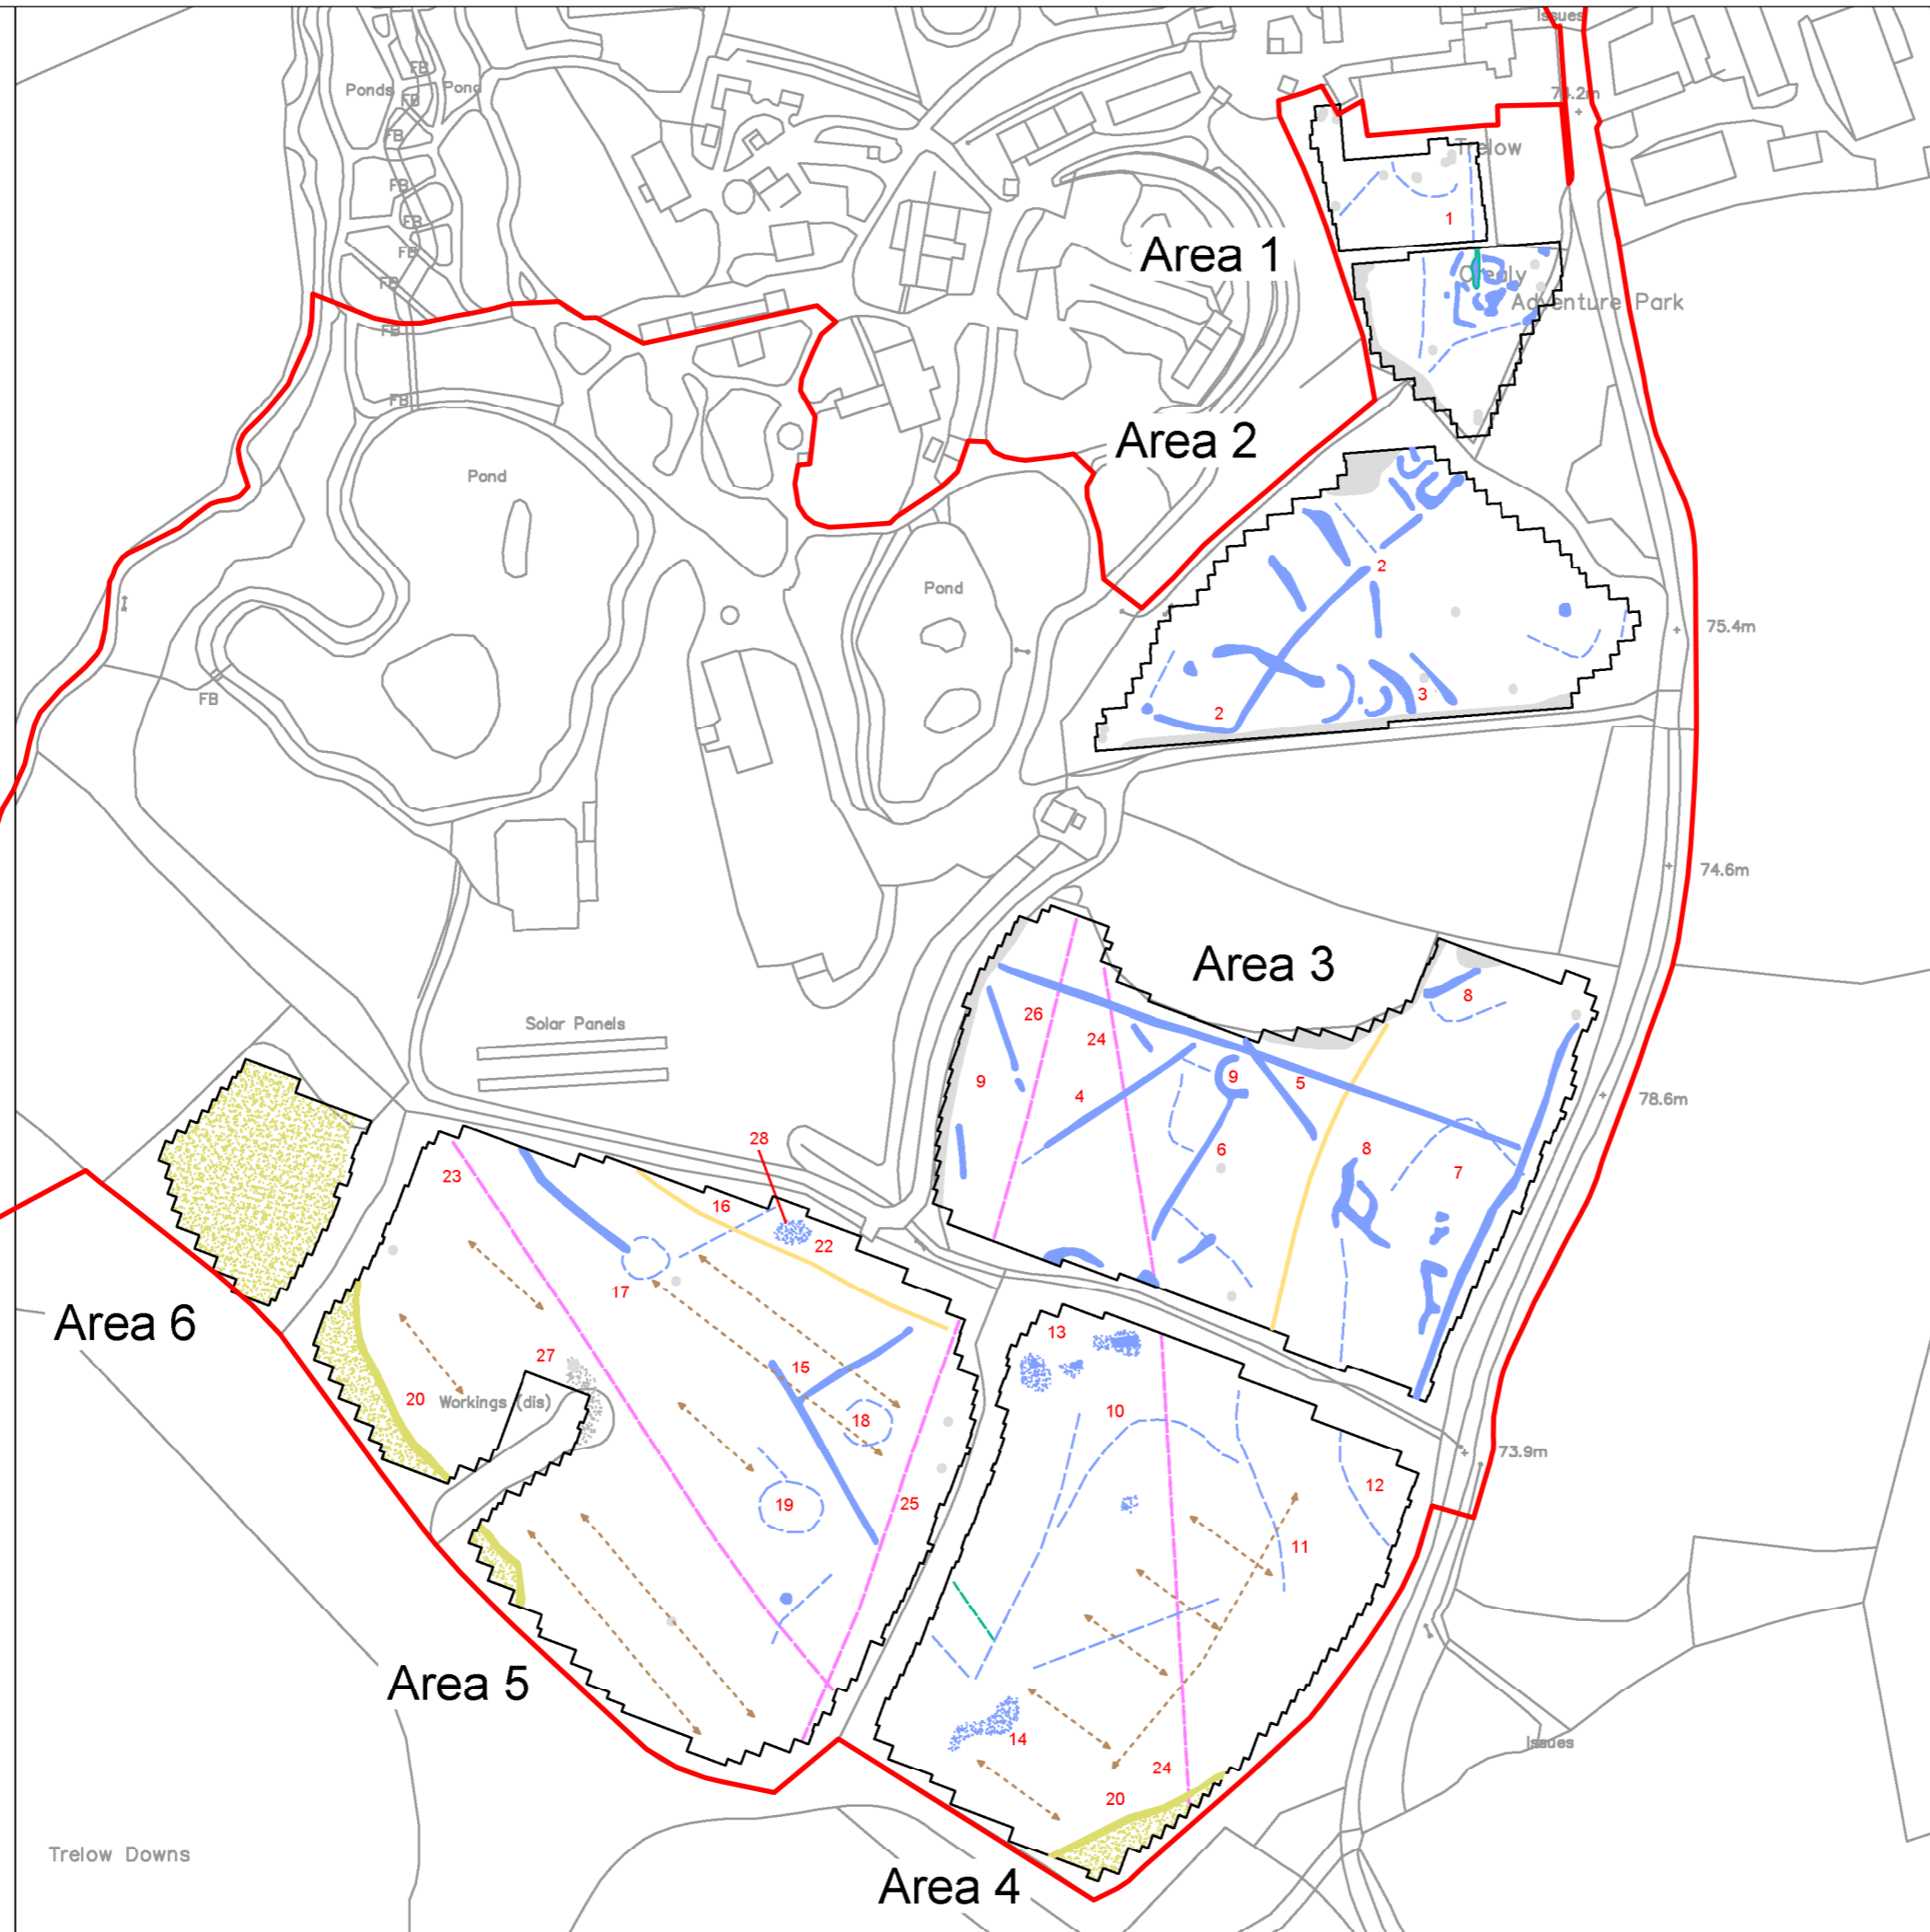 Issues
FB
Ponds
Pond
FB
74.2m
FB
Trelow
FB
1
FB
Area 1
FB
Crealy
FB
Adventure Park
FB
FB
Area 2
Pond
2
Pond
75.4m
FB
3
2
74.6m
Area 3
8
26
Solar Panels
24
9
9
5
4
78.6m
28
6
8
7
23
16
22
17
Area 6
13
27
15
20
Workings (dis)
10
18
73.9m
12
19
25
11
Area 5
14
Issues
24
20
Trelow Downs
Area 4